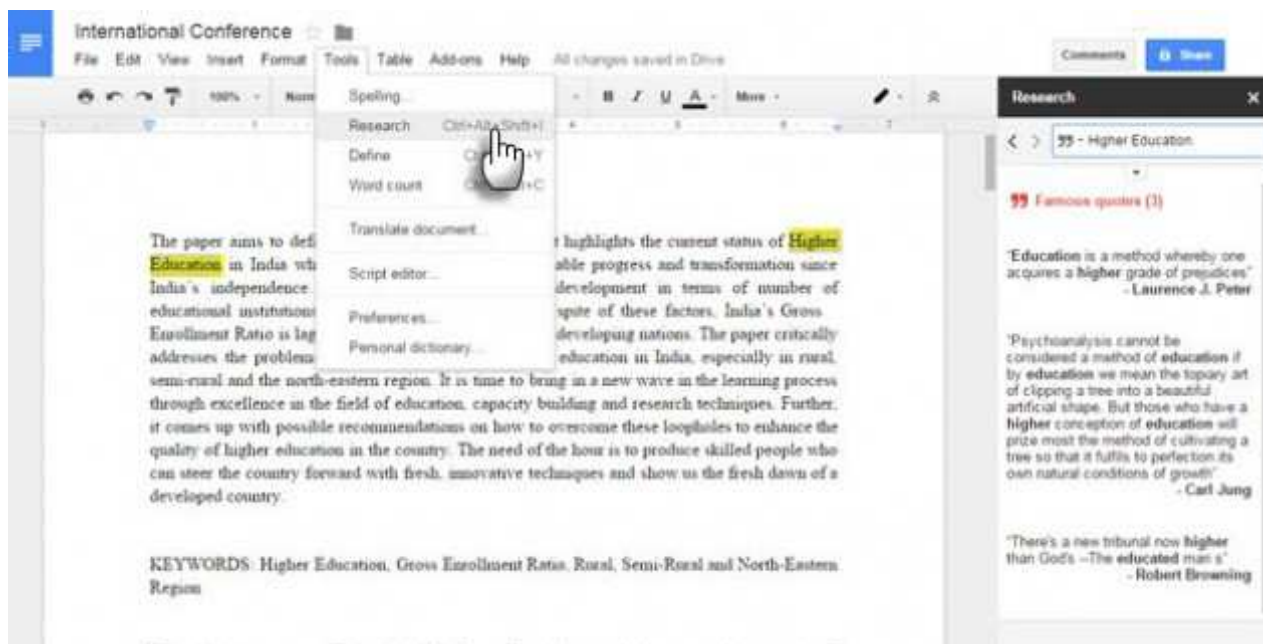 International Conference
File Edit View Insert Format Tools Table Add-ons Help All changes saved in Drive
Comments
Share
100%
More
Spelling...
Research Ctrl+Alt+Shift+I
Define
Word count
Translate document...
Script editor...
Preferences...
Personal dictionary...
The paper aims to
highlights the current status of Higher
Education in India
progress and transformation since
India's independence
development in terms of number of
educational institutions
spite of these factors, India's Gross
Enrollment Ratio is
developing nations. The paper critically
addresses the
education in India, especially in rural,
semi-rural and the north-eastern region. It is time to bring in a new wave in the learning process
through excellence in the field of education, capacity building and research techniques. Further,
it comes up with possible recommendations on how to overcome these loopholes to enhance the
quality of higher education in the country. The need of the hour is to produce skilled people who
can steer the country forward with fresh, innovative techniques and show us the fresh dawn of a
developed country.
KEYWORDS: Higher Education, Gross Enrollment Ratio, Rural, Semi-Rural and North-Eastern
Region
Research
- Higher Education
Famous quotes (3)
"Education is a method whereby one
acquires a higher grade of prejudices"
- Laurence J. Peter
"Psychoanalysis cannot be
considered a method of education if
by education we mean the topiary art
of clipping a tree into a beautiful
artificial shape. But those who have a
higher conception of education will
prize most the method of cultivating a
tree so that it fulfils to perfection its
own natural conditions of growth"
- Carl Jung
"There's a new tribunal now higher
than God's --The educated man s"
- Robert Browning